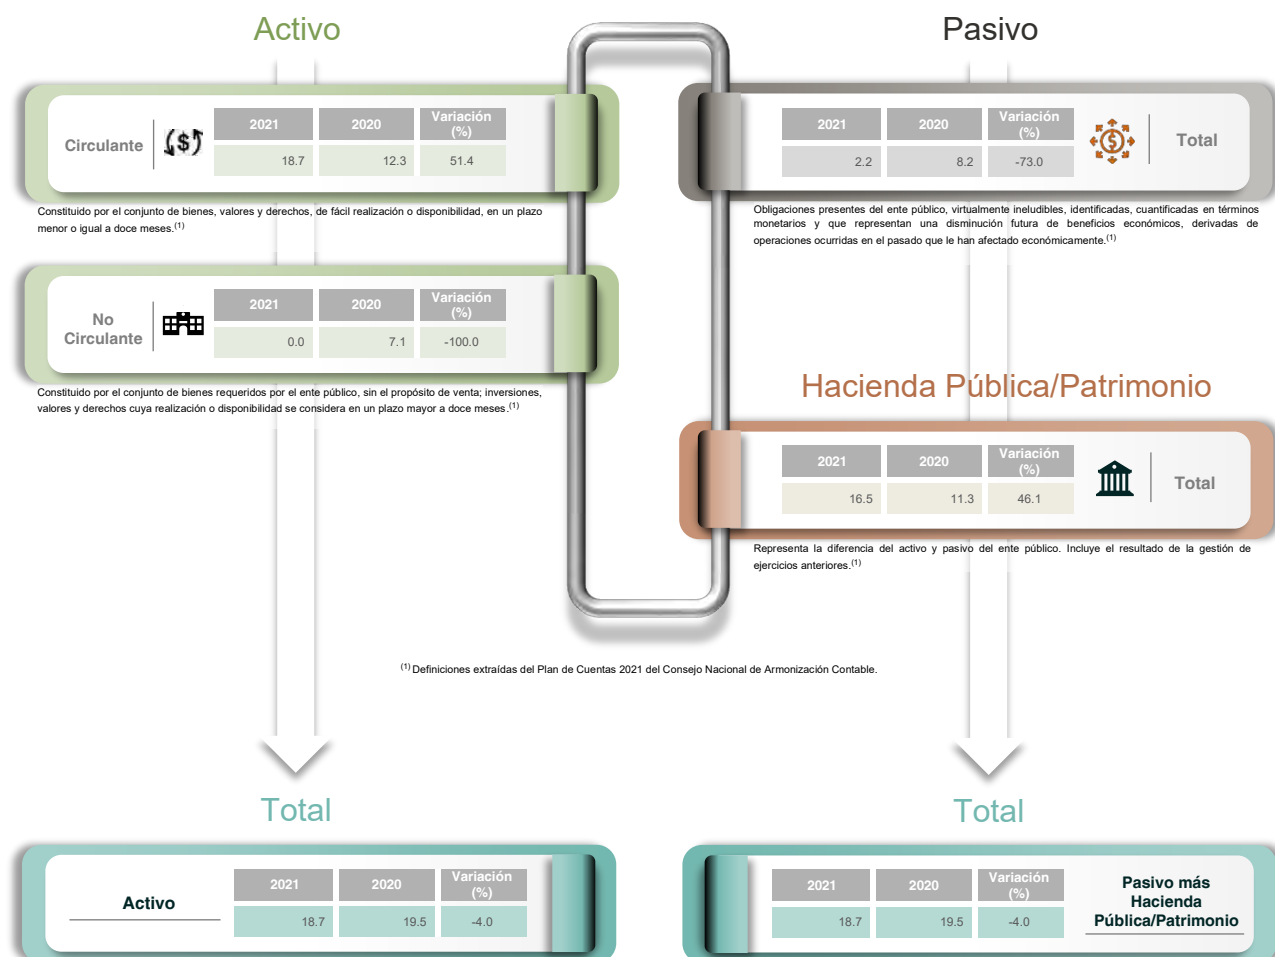 Activo
Circulante
2021 2020 Variación (%)
18.7 12.3 51.4
Constituido por el conjunto de bienes, valores y derechos, de fácil realización o disponibilidad, en un plazo
menor o igual a doce meses.(1)
No
Circulante
2021 2020 Variación (%)
0.0 7.1 -100.0
Constituido por el conjunto de bienes requeridos por el ente público, sin el propósito de venta; inversiones,
valores y derechos cuya realización o disponibilidad se considera en un plazo mayor a doce meses.(1)
Pasivo
2021 2020 Variación (%)
2.2 8.2 -73.0
Total
Obligaciones presentes del ente público, virtualmente ineludibles, identificadas, cuantificadas en términos
monetarios y que representan una disminución futura de beneficios económicos, derivadas de
operaciones ocurridas en el pasado que le han afectado económicamente.(1)
Hacienda Pública/Patrimonio
2021 2020 Variación (%)
16.5 11.3 46.1
Total
Representa la diferencia del activo y pasivo del ente público. Incluye el resultado de la gestión de
ejercicios anteriores.(1)
(1) Definiciones extraídas del Plan de Cuentas 2021 del Consejo Nacional de Armonización Contable.
Total
Activo
2021 2020 Variación (%)
18.7 19.5 -4.0
Total
2021 2020 Variación (%)
18.7 19.5 -4.0
Pasivo más
Hacienda
Pública/Patrimonio